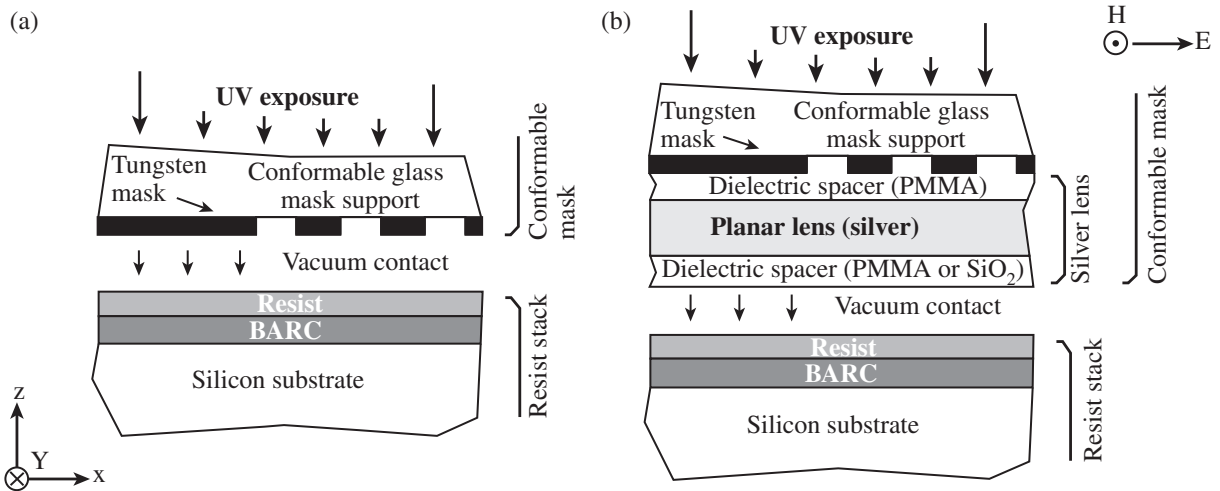 (a)
UV exposure
Tungsten
mask
Conformable glass
mask support
Conformable
mask
Vacuum contact
Resist
BARC
Silicon substrate
Resist stack
z
Y
x
(b)
H
E
UV exposure
Tungsten
mask
Conformable glass
mask support
Dielectric spacer (PMMA)
Planar lens (silver)
Dielectric spacer (PMMA or SiO₂)
Silver lens
Conformable mask
Vacuum contact
Resist
BARC
Silicon substrate
Resist stack